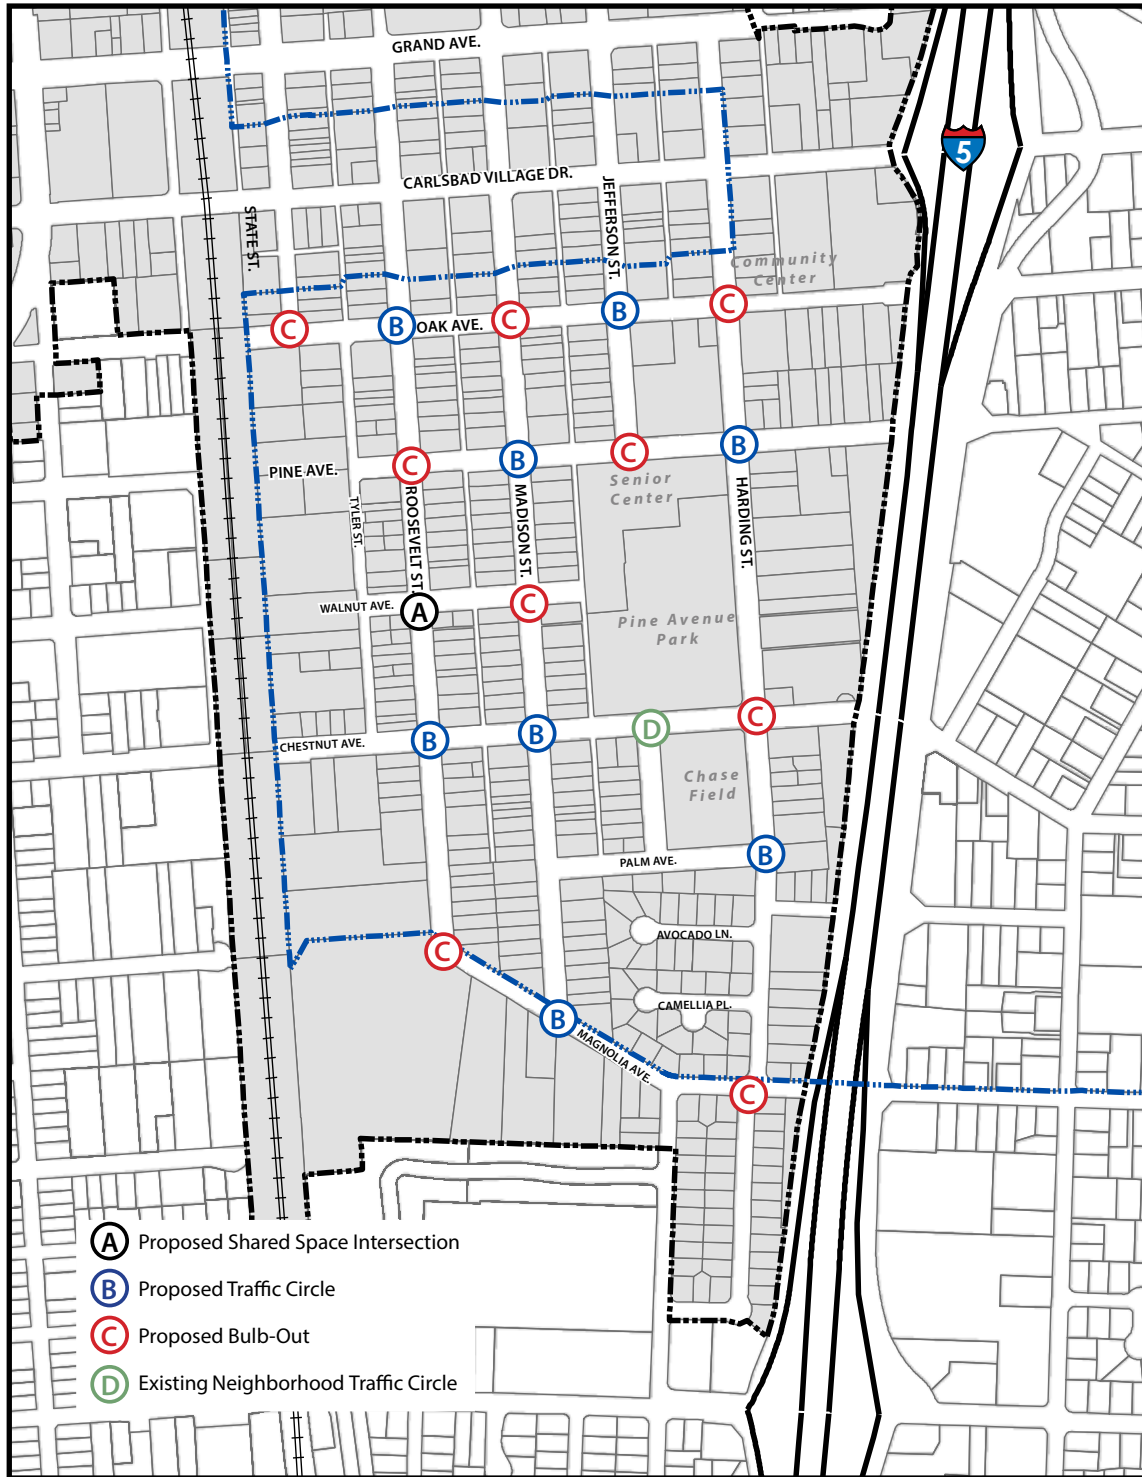 GRAND AVE.
5
CARLSBAD VILLAGE DR.
STATE ST.
JEFFERSON ST.
Community
Center
C
B
OAK AVE.
C
B
C
PINE AVE.
C
B
C
B
Senior
Center
TYLER ST.
ROOSEVELT ST.
MADISON ST.
HARDING ST.
WALNUT AVE.
A
C
Pine Avenue
Park
CHESTNUT AVE.
B
B
D
C
Chase
Field
PALM AVE.
B
AVOCADO LN.
C
CAMELLIA PL.
B
MAGNOLIA AVE.
C
A Proposed Shared Space Intersection
B Proposed Traffic Circle
C Proposed Bulb-Out
D Existing Neighborhood Traffic Circle